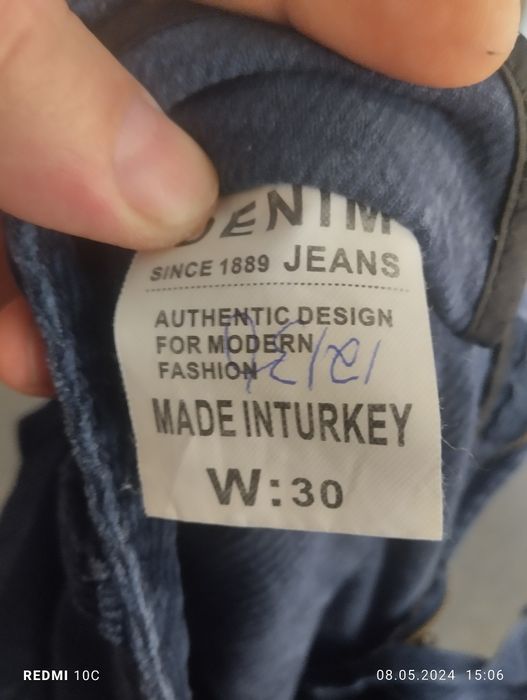 DENIM
SINCE 1889 JEANS
AUTHENTIC DESIGN
FOR MODERN
FASHION
MADE INTURKEY
W:30
REDMI 10C
08.05.2024 15:06